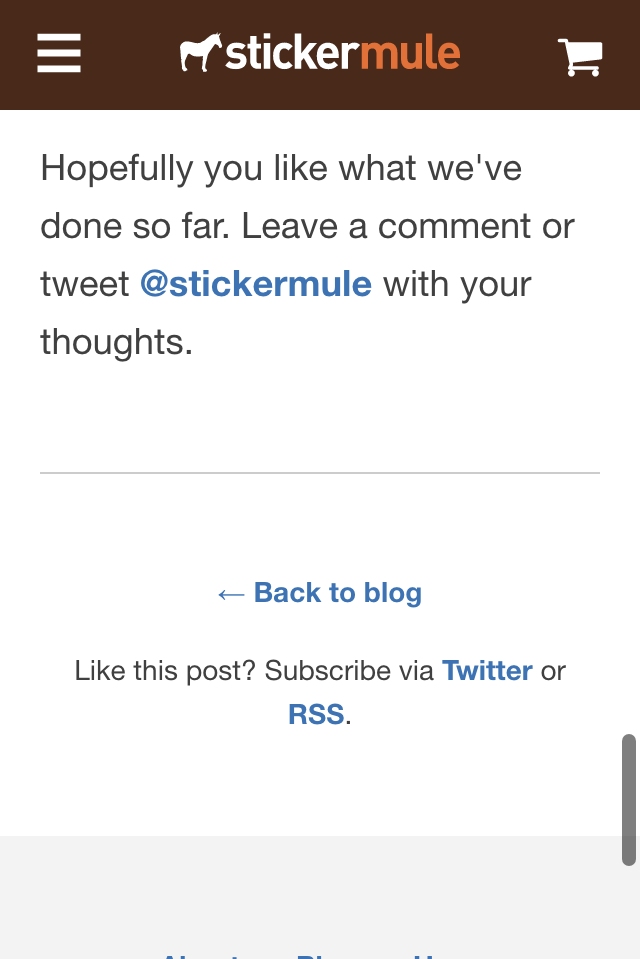 stickermule
Hopefully you like what we've
done so far. Leave a comment or
tweet @stickermule with your
thoughts.
← Back to blog
Like this post? Subscribe via Twitter or
RSS.